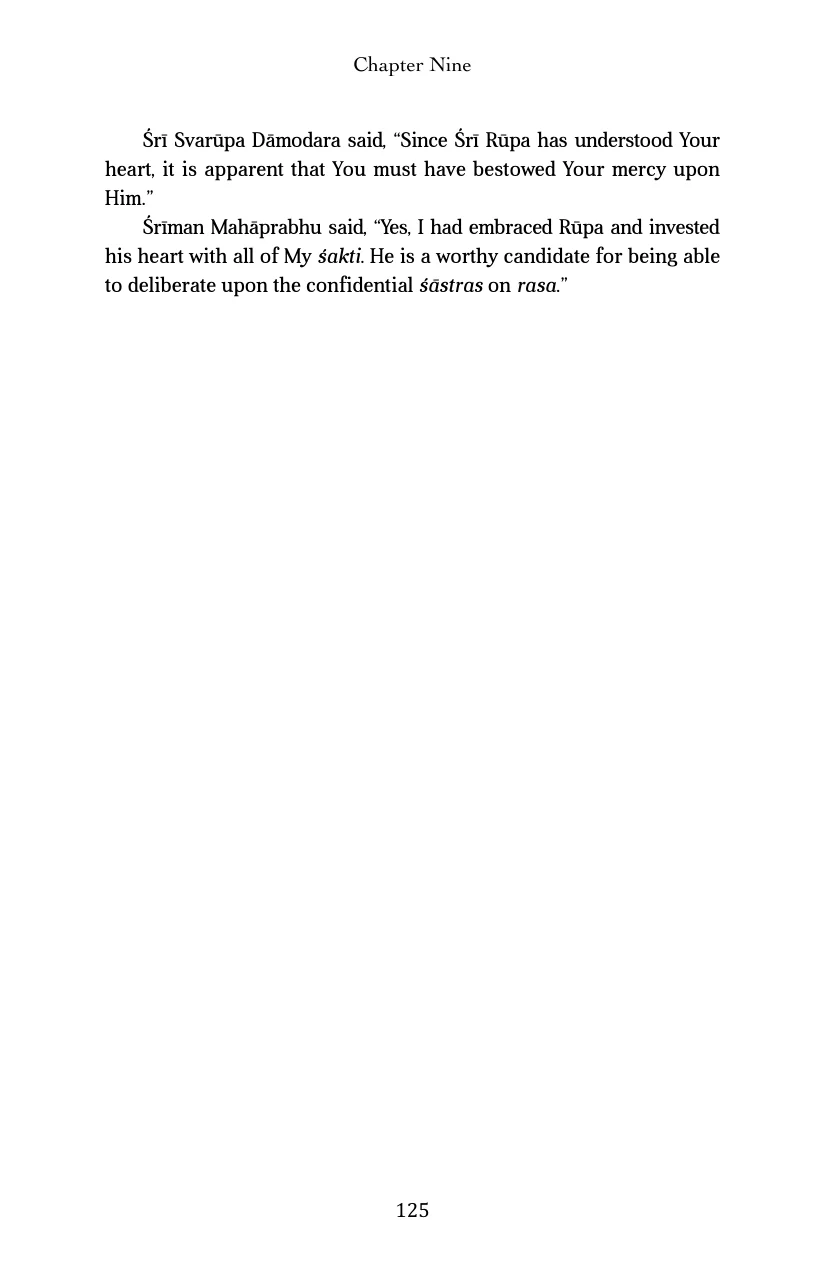 Chapter Nine
Śrī Svarūpa Dāmodara said, “Since Śrī Rūpa has understood Your
heart, it is apparent that You must have bestowed Your mercy upon
Him.”
Śrīman Mahāprabhu said, “Yes, I had embraced Rūpa and invested
his heart with all of My śakti. He is a worthy candidate for being able
to deliberate upon the confidential śāstras on rasa.”
125